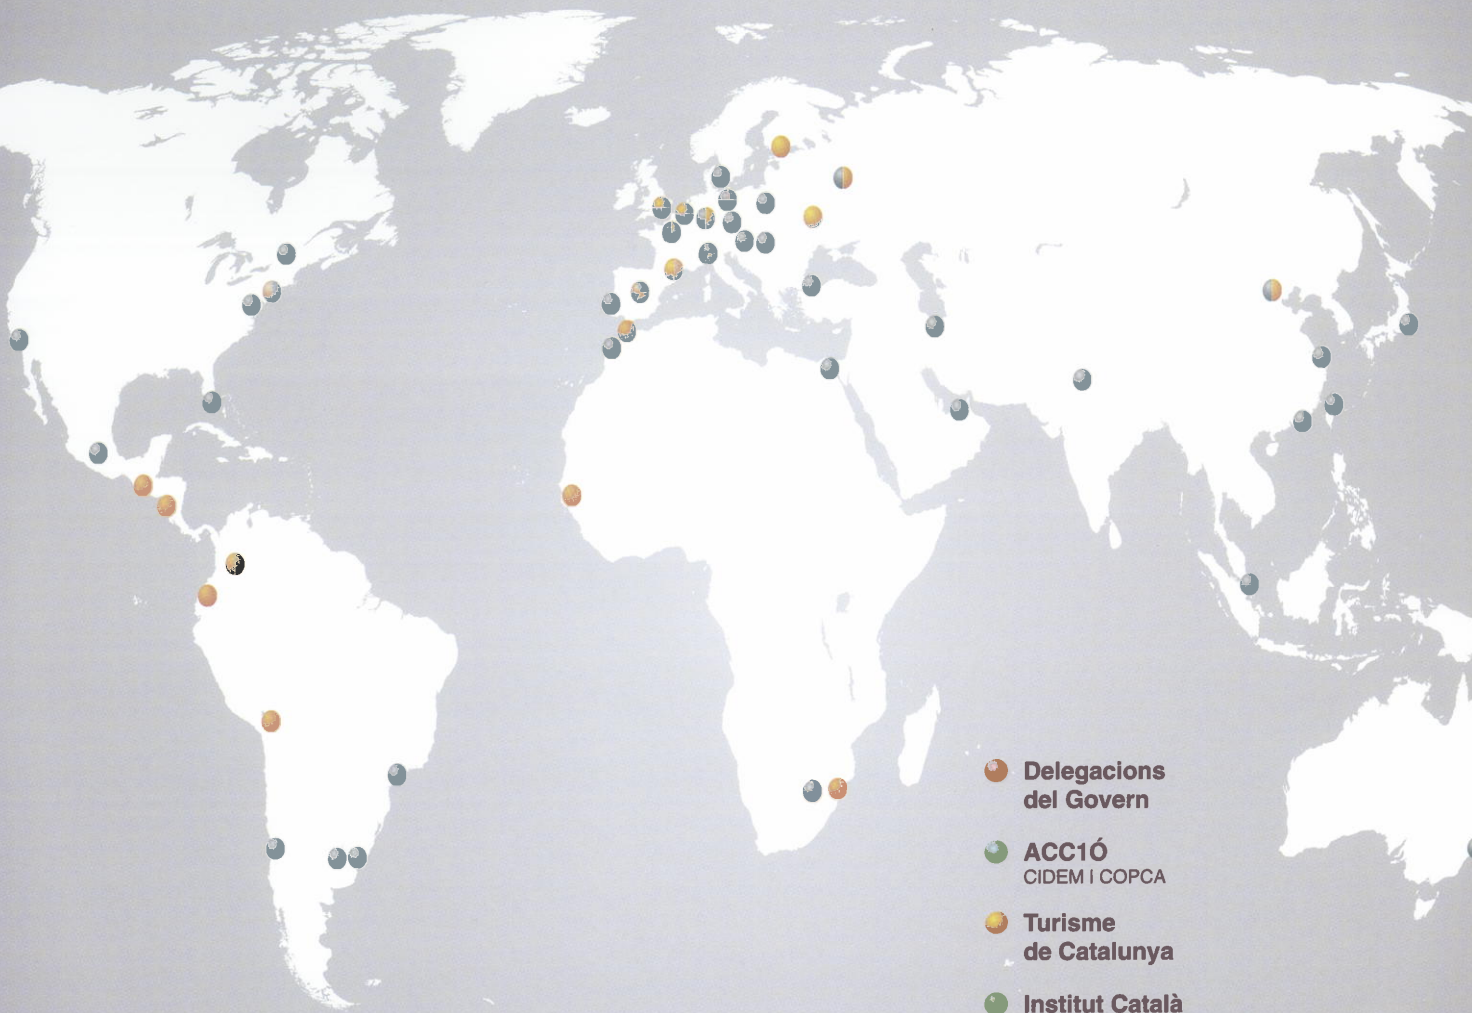 Delegacions
del Govern
ACC1Ó
CIDEM I COPCA
Turisme
de Catalunya
Institut Català